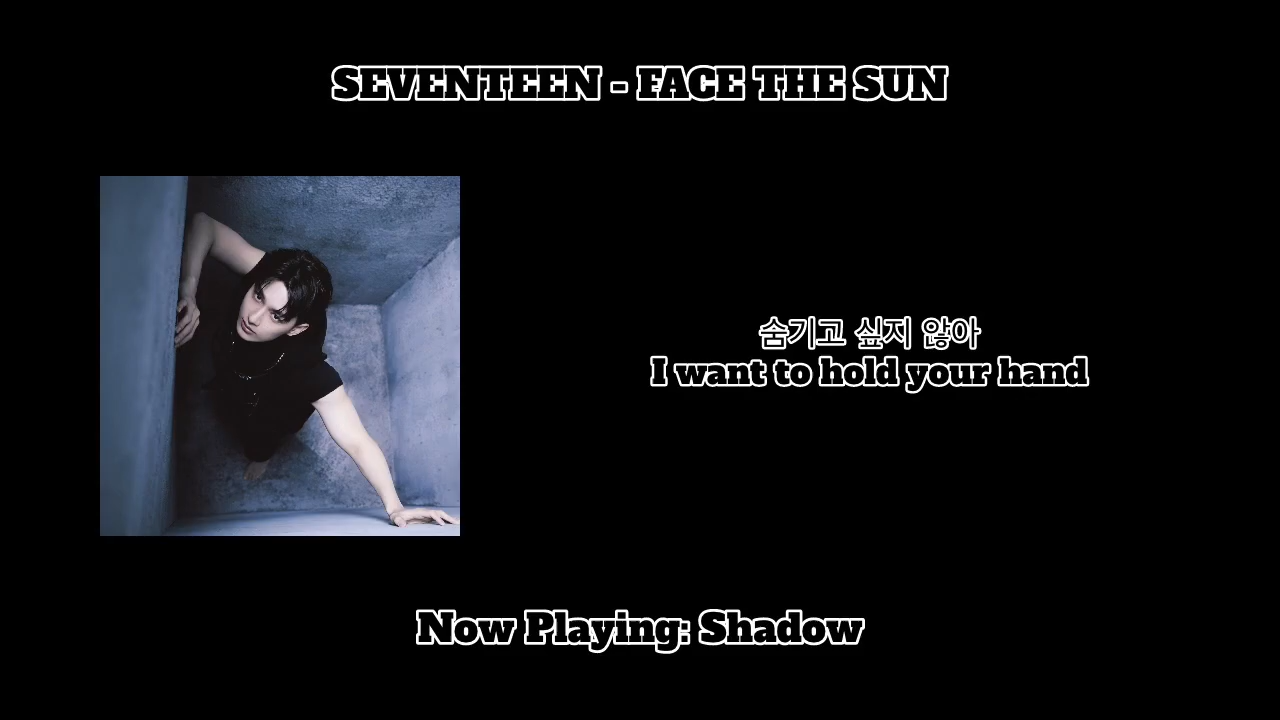 SEVENTEEN - FACE THE SUN
숨기고 싶지 않아
I want to hold your hand
Now Playing: Shadow